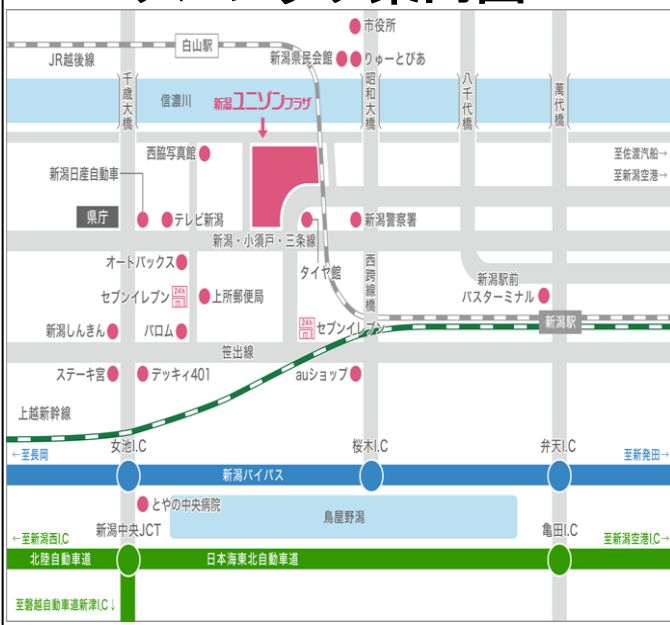 市役所
白山駅
JR越後線
新潟県民会館
りゅーとぴあ
千歳大橋
信濃川
新潟ユニゾンプラザ
昭和大橋
八千代橋
萬代橋
西脇写真館
至佐渡汽船→
新潟日産自動車
至新潟空港→
県庁
テレビ新潟
新潟警察署
新潟・小須戸・三条線
オートバックス
タイヤ館
西跨線橋
新潟駅前
バスターミナル
セブンイレブン
24h
上所郵便局
24h
セブンイレブン
新潟駅
新潟しんきん
バロム
笹出線
ステーキ宮
デッキィ401
auショップ
上越新幹線
女池I.C
桜木I.C
弁天I.C
←至長岡
新潟バイパス
至新発田→
とやの中央病院
鳥屋野潟
新潟中央JCT
亀田I.C
←至新潟西I.C
至新潟空港I.C→
北陸自動車道
日本海東北自動車道
至磐越自動車道新津I.C↓